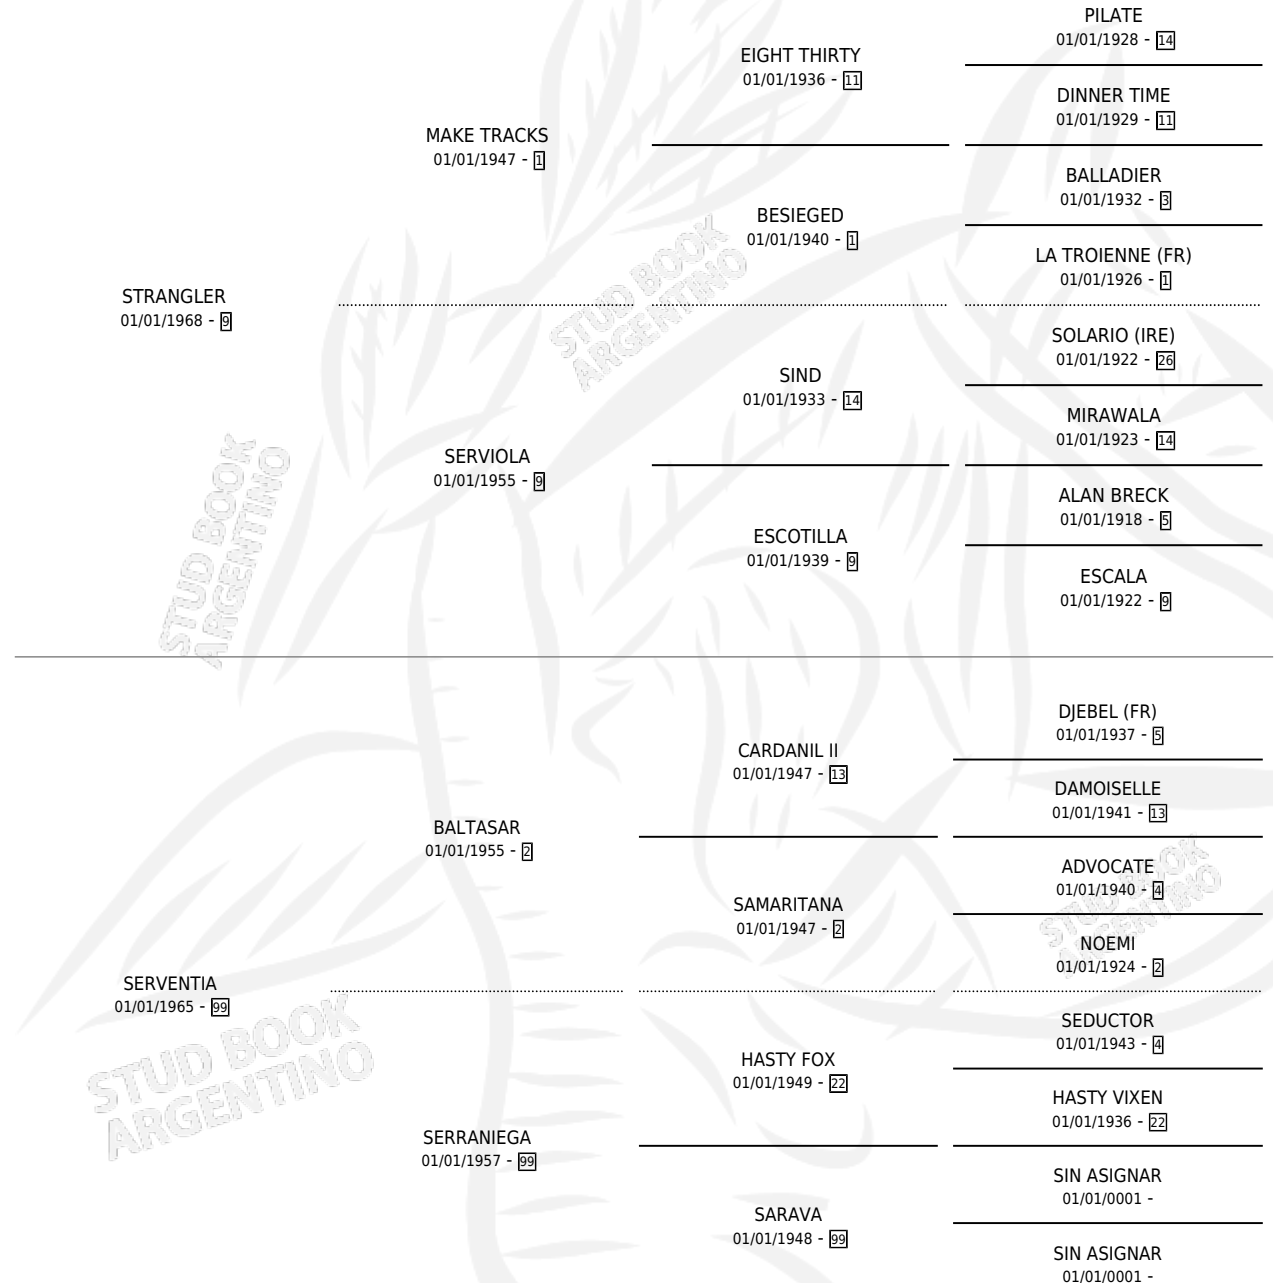 PILATE
01/01/1928 - 14
EIGHT THIRTY
01/01/1936 - 11
DINNER TIME
01/01/1929 - 11
MAKE TRACKS
01/01/1947 - 1
BALLADIER
01/01/1932 - 3
BESIEGED
01/01/1940 - 1
LA TROIENNE (FR)
01/01/1926 - 1
STRANGLER
01/01/1968 - 9
SOLARIO (IRE)
01/01/1922 - 26
SIND
01/01/1933 - 14
MIRAWALA
01/01/1923 - 14
SERVIOLA
01/01/1955 - 9
ALAN BRECK
01/01/1918 - 5
ESCOTILLA
01/01/1939 - 9
ESCALA
01/01/1922 - 9
DJEBEL (FR)
01/01/1937 - 5
CARDANIL II
01/01/1947 - 13
DAMOISELLE
01/01/1941 - 13
BALTASAR
01/01/1955 - 2
ADVOCATE
01/01/1940 - 4
SAMARITANA
01/01/1947 - 2
NOEMI
01/01/1924 - 2
SERVENTIA
01/01/1965 - 99
SEDUCTOR
01/01/1943 - 4
HASTY FOX
01/01/1949 - 22
HASTY VIXEN
01/01/1936 - 22
SERRANIEGA
01/01/1957 - 99
SIN ASIGNAR
01/01/0001 -
SARAVA
01/01/1948 - 99
SIN ASIGNAR
01/01/0001 -
STUD BOOK
ARGENTINO
STUD BOOK
ARGENTINO
STUD BOOK
ARGENTINO
STUD BOOK
ARGENTINO